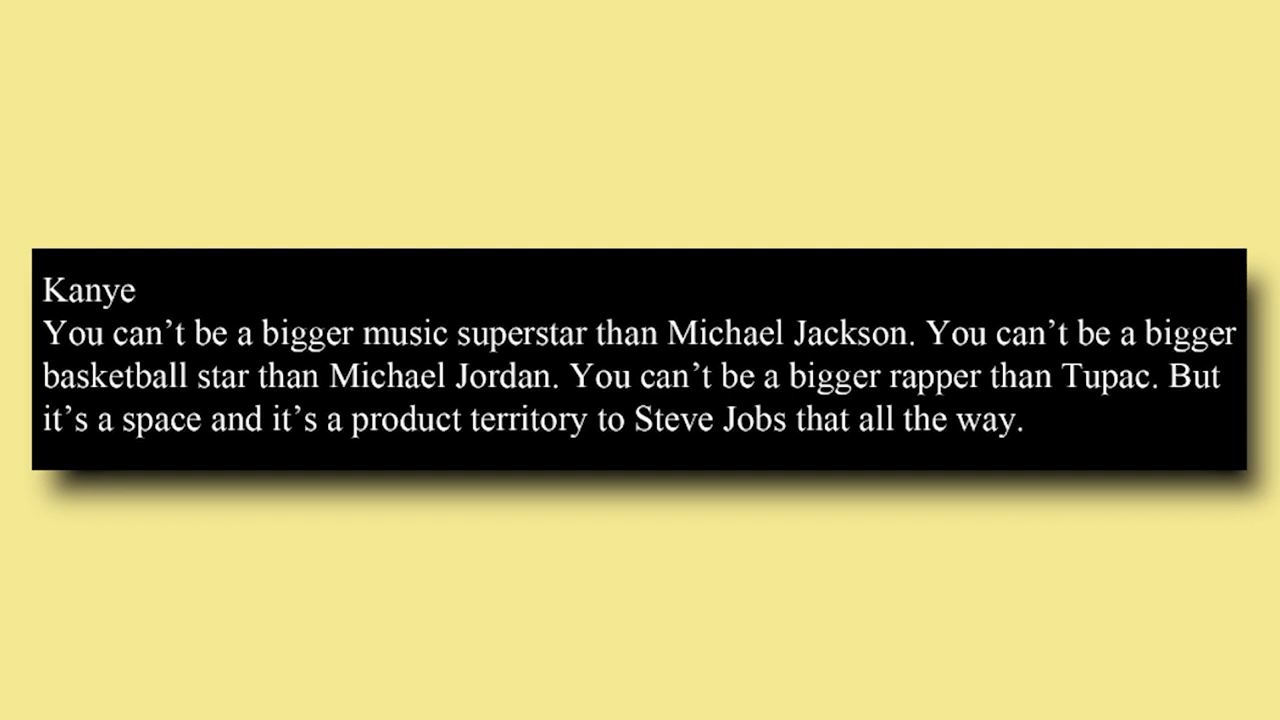 Kanye
You can’t be a bigger music superstar than Michael Jackson. You can’t be a bigger
basketball star than Michael Jordan. You can’t be a bigger rapper than Tupac. But
it’s a space and it’s a product territory to Steve Jobs that all the way.